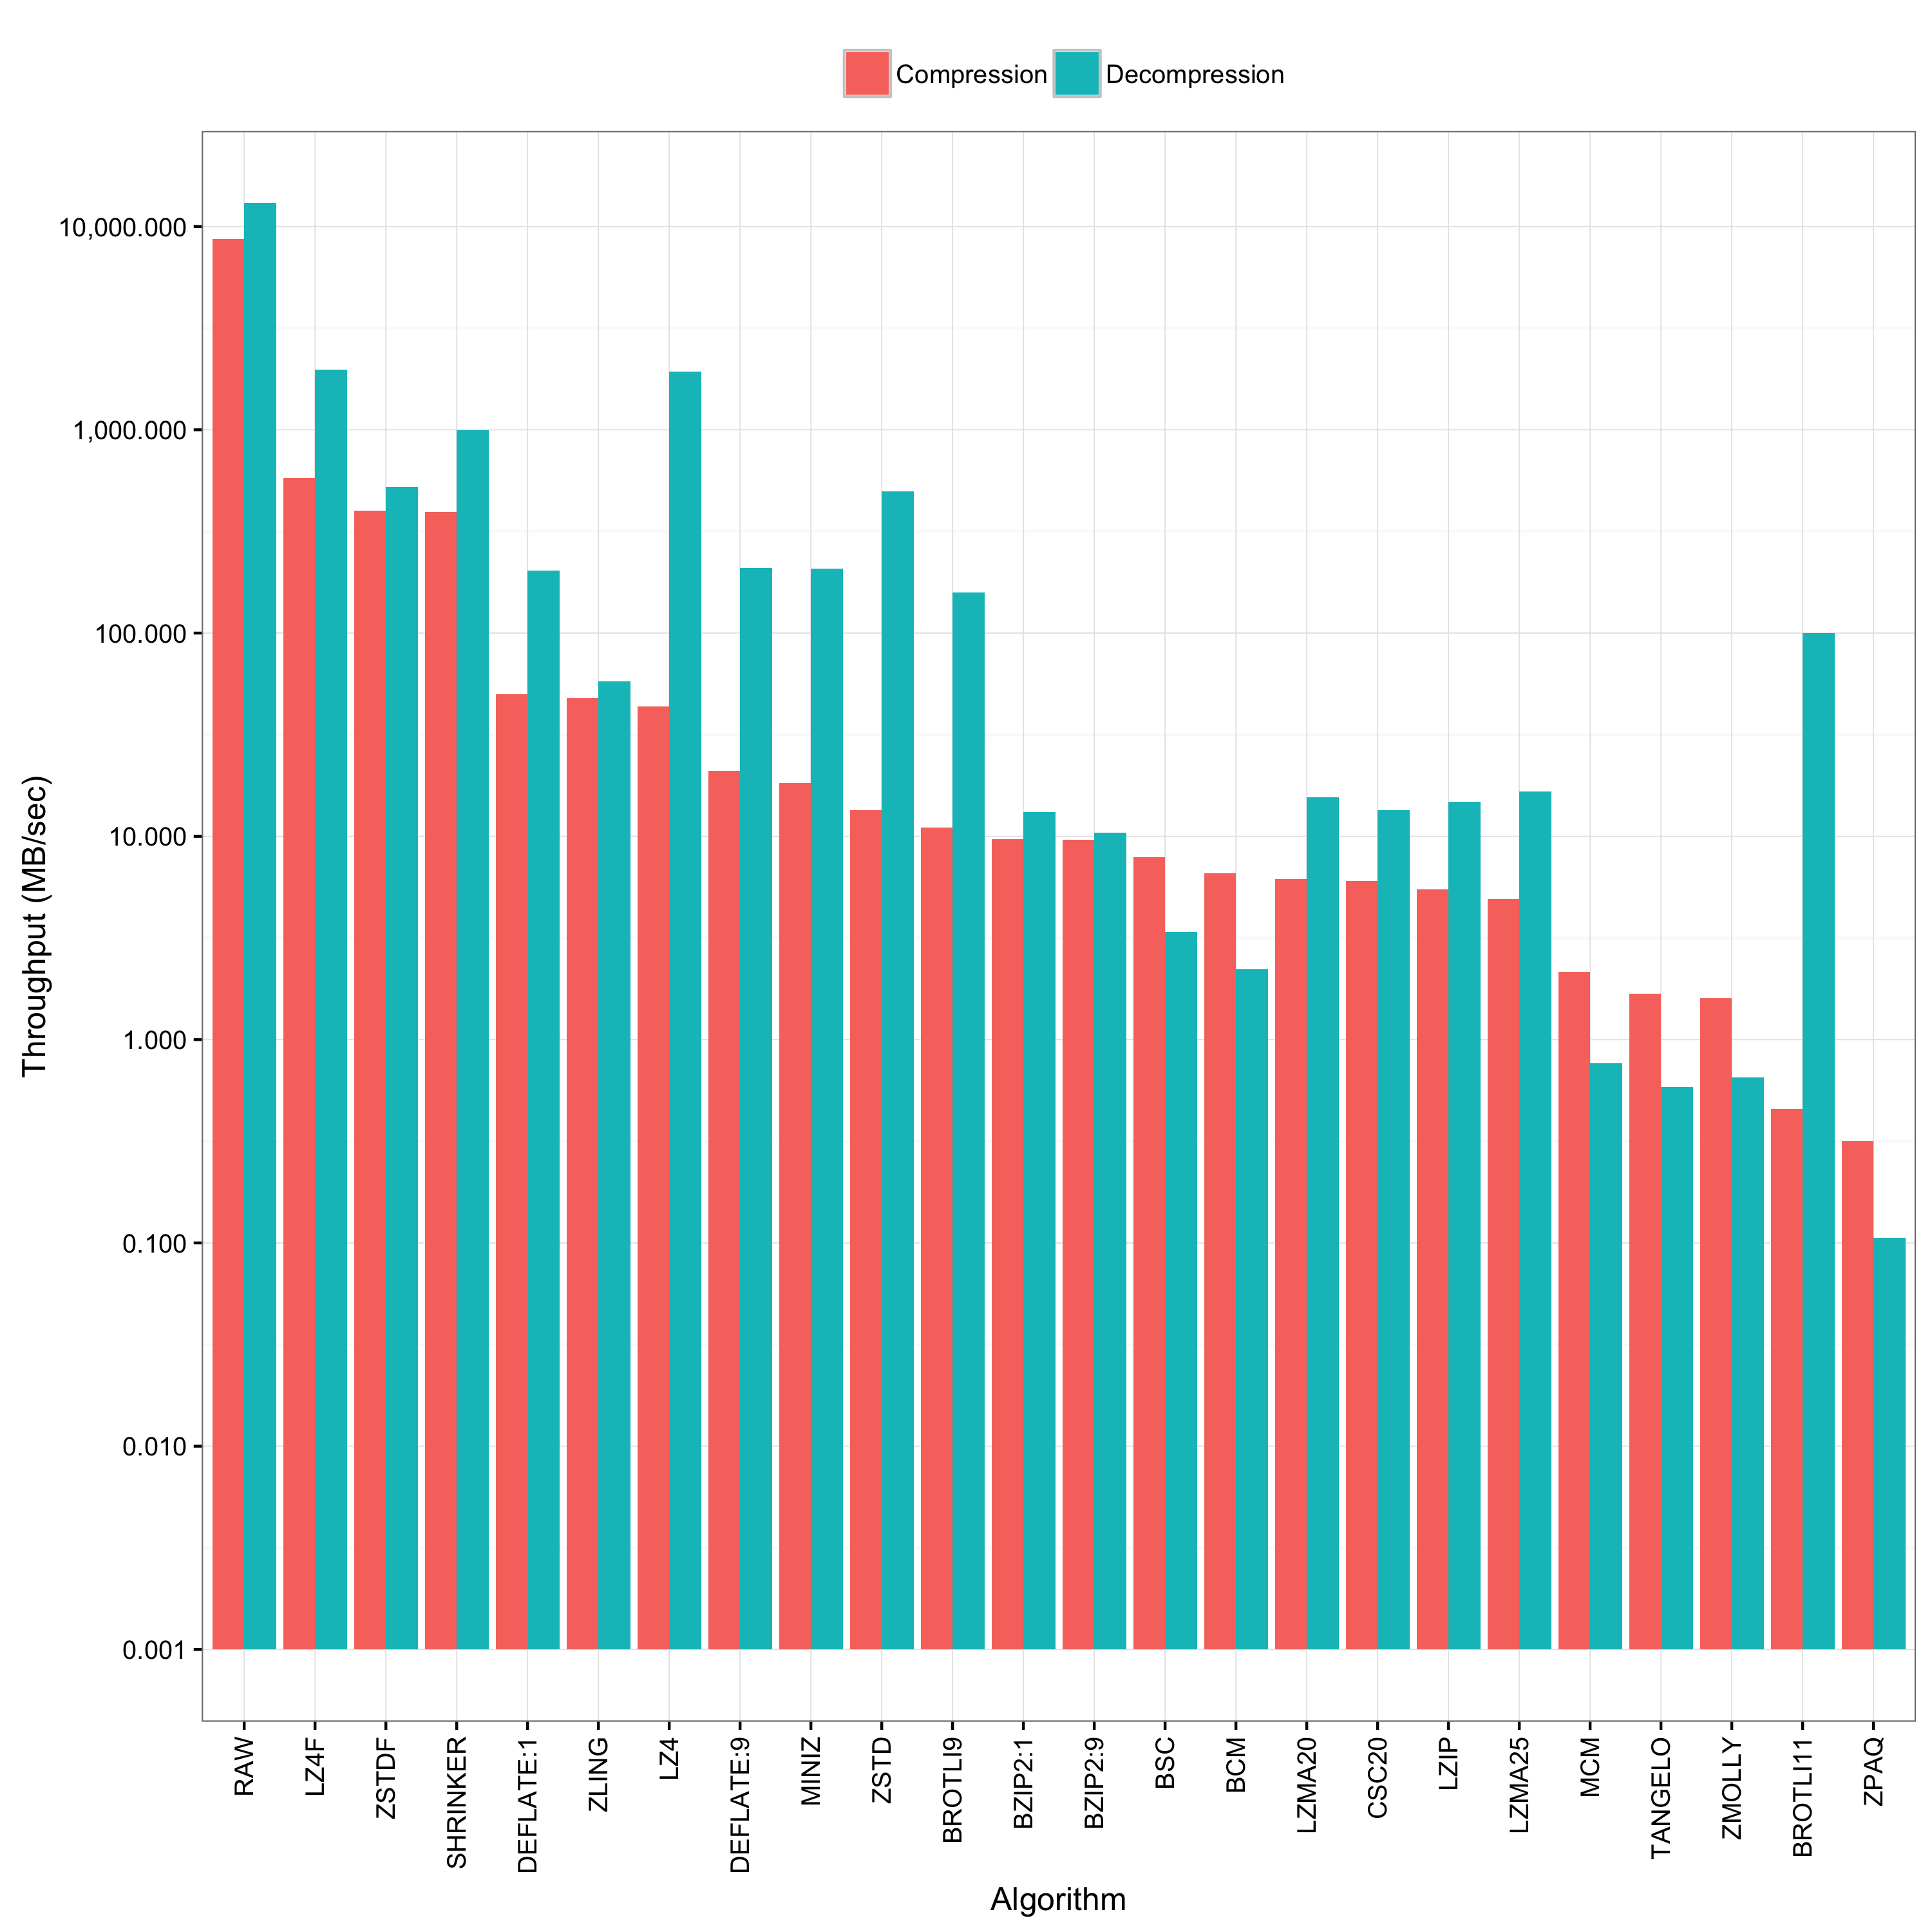 Compression Decompression
10,000.000
1,000.000
100.000
10.000
1.000
0.100
0.010
0.001
Throughput (MB/sec)
RAW
LZ4F
ZSTDF
SHRINKER
DEFLATE:1
ZLING
LZ4
DEFLATE:9
MINIZ
ZSTD
BROTLI9
BZIP2:1
BZIP2:9
BSC
BCM
LZMA20
CSC20
LZIP
LZMA25
MCM
TANGELO
ZMOLLY
BROTLI11
ZPAQ
Algorithm